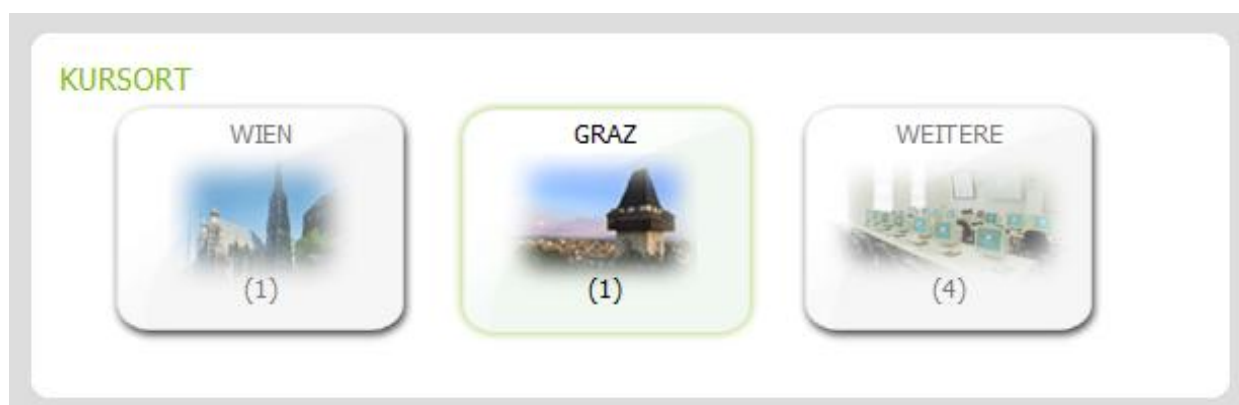 KURSORT
WIEN
(1)
GRAZ
(1)
WEITERE
(4)